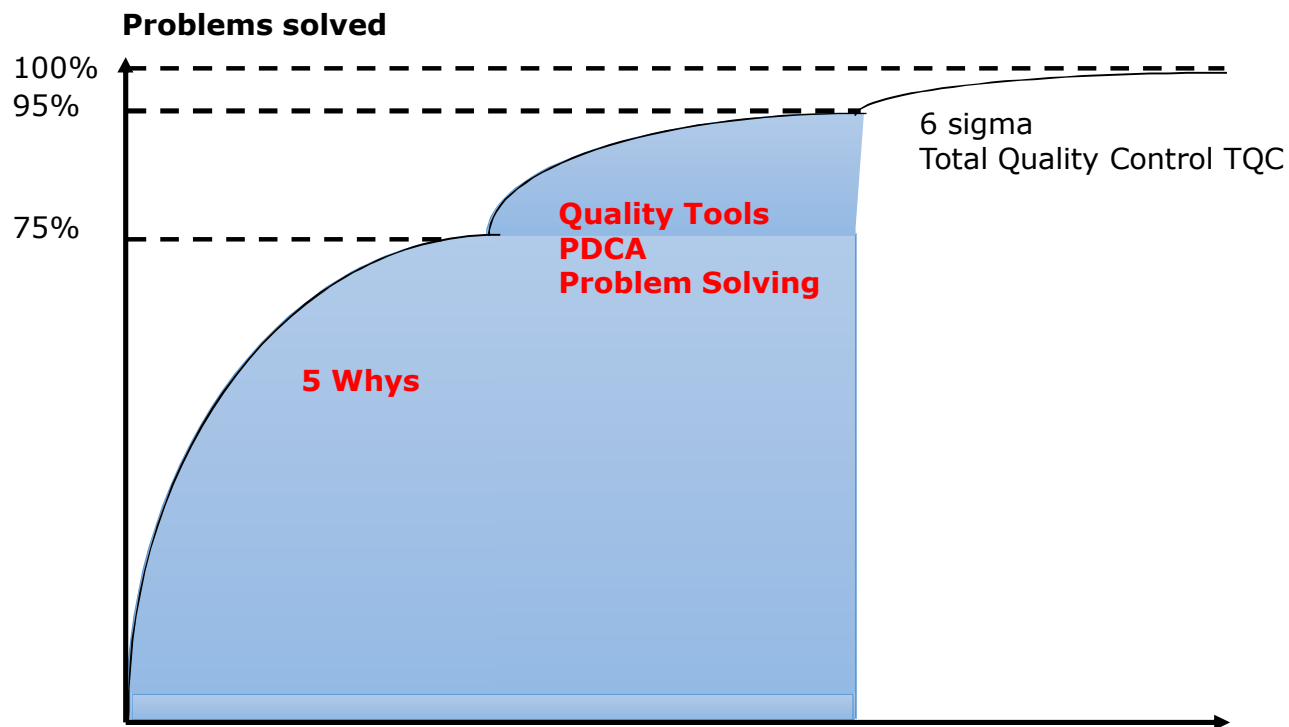 Problems solved
100%
95%
6 sigma
Total Quality Control TQC
75%
Quality Tools
PDCA
Problem Solving
5 Whys